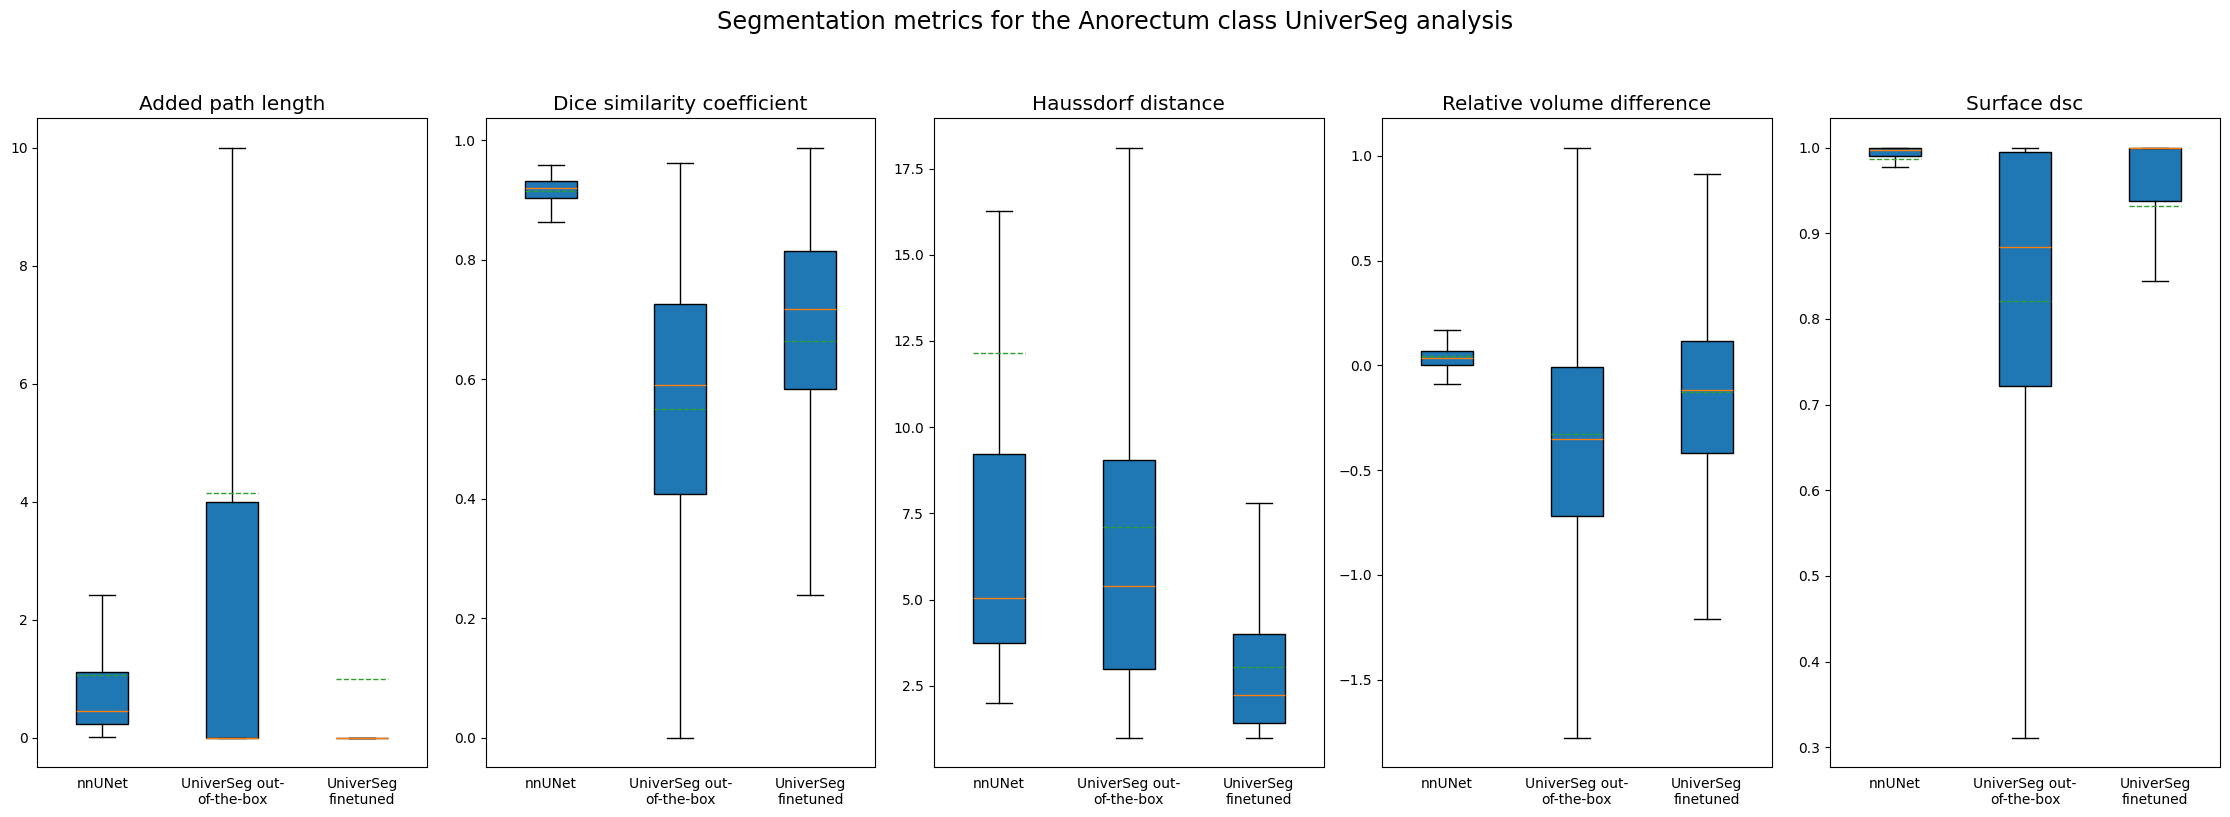 Segmentation metrics for the Anorectum class UniverSeg analysis
Added path length
10
8
6
4
2
0
nnUNet
UniverSeg out-
of-the-box
UniverSeg
finetuned
Dice similarity coefficient
1.0
0.8
0.6
0.4
0.2
0.0
nnUNet
UniverSeg out-
of-the-box
UniverSeg
finetuned
Haussdorf distance
17.5
15.0
12.5
10.0
7.5
5.0
2.5
nnUNet
UniverSeg out-
of-the-box
UniverSeg
finetuned
Relative volume difference
1.0
0.5
0.0
−0.5
−1.0
−1.5
nnUNet
UniverSeg out-
of-the-box
UniverSeg
finetuned
Surface dsc
1.0
0.9
0.8
0.7
0.6
0.5
0.4
0.3
nnUNet
UniverSeg out-
of-the-box
UniverSeg
finetuned